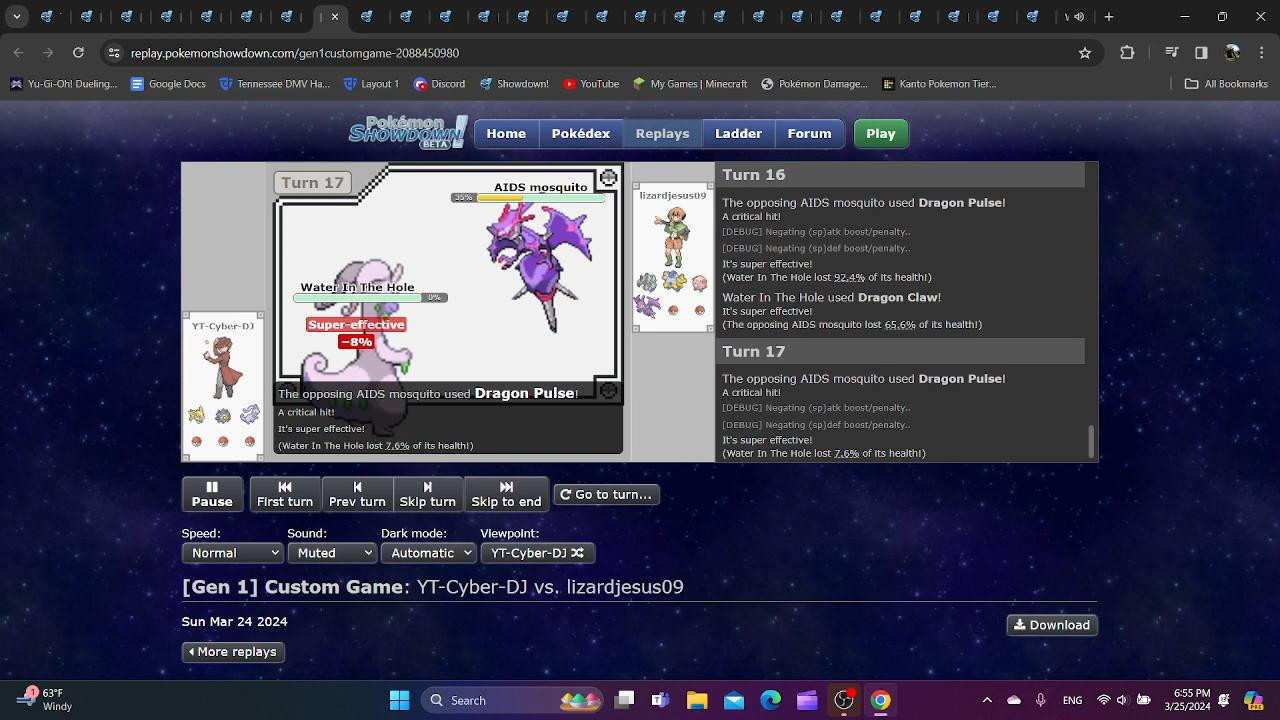 replay.pokemonshowdown.com/gen1customgame-2088450980
Yu-Gi-Oh! Dueling...
Google Docs
Tennessee DMV Ha...
Layout 1
Discord
Showdown!
YouTube
My Games | Minecraft
Pokémon Damage...
Kanto Pokemon Tier...
All Bookmarks
Pokémon
SHOWDOWN!
BETA
Home
Pokédex
Replays
Ladder
Forum
Play
Turn 17
AIDS mosquito
35%
Water In The Hole
0%
Super-effective
−8%
YT-Cyber-DJ
The opposing AIDS mosquito used Dragon Pulse!
A critical hit!
It's super effective!
(Water In The Hole lost 7.6% of its health!)
lizardjesus09
Turn 16
The opposing AIDS mosquito used Dragon Pulse!
A critical hit!
[DEBUG] Negating (sp)atk boost/penalty..
[DEBUG] Negating (sp)def boost/penalty..
It's super effective!
(Water In The Hole lost 92.4% of its health!)
Water In The Hole used Dragon Claw!
It's super effective!
(The opposing AIDS mosquito lost 65.6% of its health!)
Turn 17
The opposing AIDS mosquito used Dragon Pulse!
A critical hit!
[DEBUG] Negating (sp)atk boost/penalty..
[DEBUG] Negating (sp)def boost/penalty..
It's super effective!
(Water In The Hole lost 7.6% of its health!)
Pause
First turn
Prev turn
Skip turn
Skip to end
Go to turn...
Speed:
Sound:
Dark mode:
Viewpoint:
Normal
Muted
Automatic
YT-Cyber-DJ
[Gen 1] Custom Game: YT-Cyber-DJ vs. lizardjesus09
Sun Mar 24 2024
Download
More replays
1
63°F
Windy
Search
ENG
6:55 PM
3/25/2024
PRE